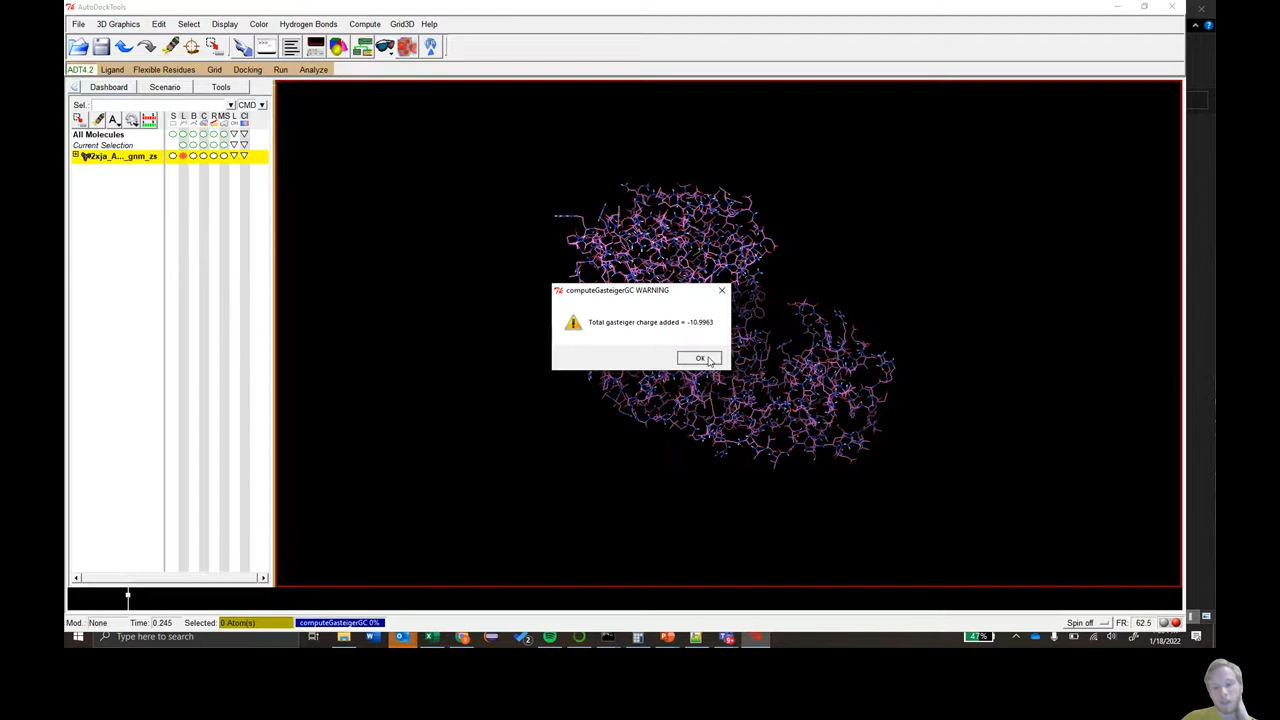 AutoDockTools
File 3D Graphics Edit Select Display Color Hydrogen Bonds Compute Grid3D Help
ADT4.2 Ligand Flexible Residues Grid Docking Run Analyze
Dashboard Scenario Tools
Sel.: CMD
S L B C R MS L Cl
All Molecules
Current Selection
2xja_A..._gnm_zs
computeGasteigerGC WARNING
Total gasteiger charge added = -10.9963
OK
Mod.: None Time: 0.245 Selected: 0 Atom(s) computeGasteigerGC 0% Spin off FR: 62.5
Type here to search
47%
1/18/2022